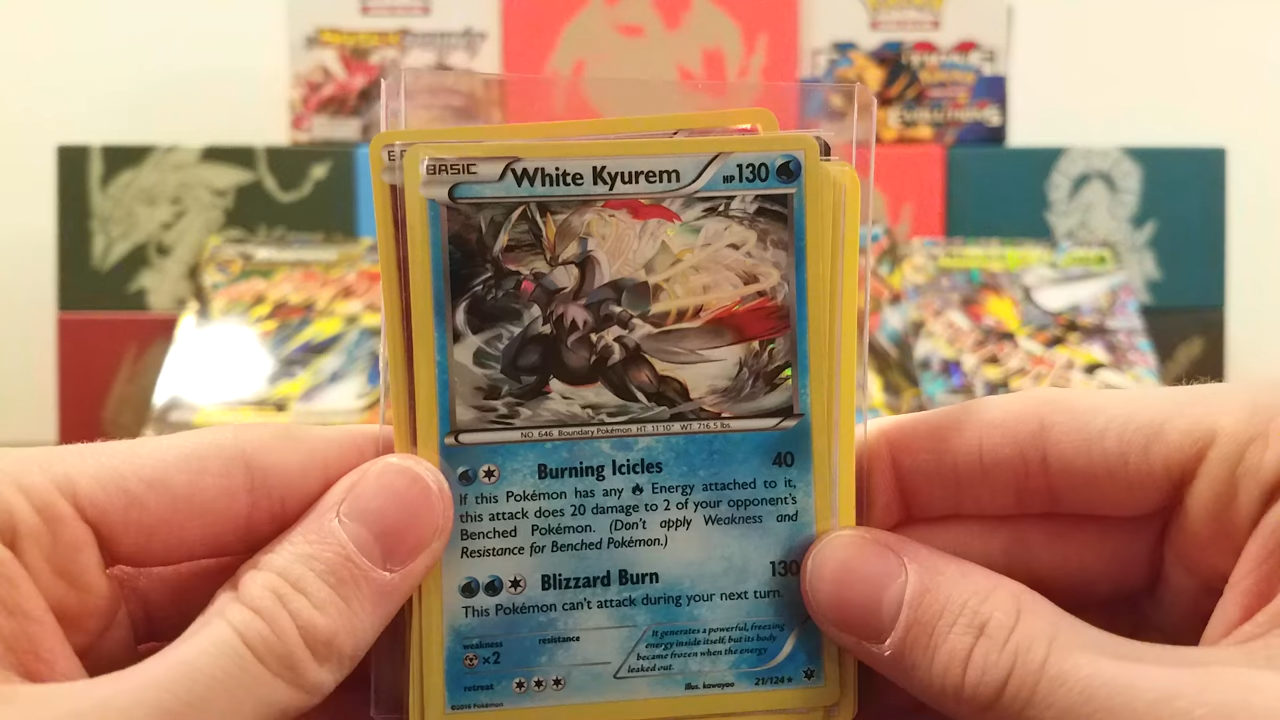 EVOLUTIONS
BASIC
White Kyurem
HP 130
NO. 646 Boundary Pokémon HT: 11'10" WT: 716.5 lbs.
Burning Icicles 40
If this Pokémon has any Energy attached to it,
this attack does 20 damage to 2 of your opponent's
Benched Pokémon. (Don't apply Weakness and
Resistance for Benched Pokémon.)
Blizzard Burn 130
This Pokémon can't attack during your next turn.
weakness
×2
resistance
retreat
It generates a powerful, freezing
energy inside itself, but its body
became frozen when the energy
leaked out.
Illus. kawayoo
21/124 ★
©2016 Pokémon